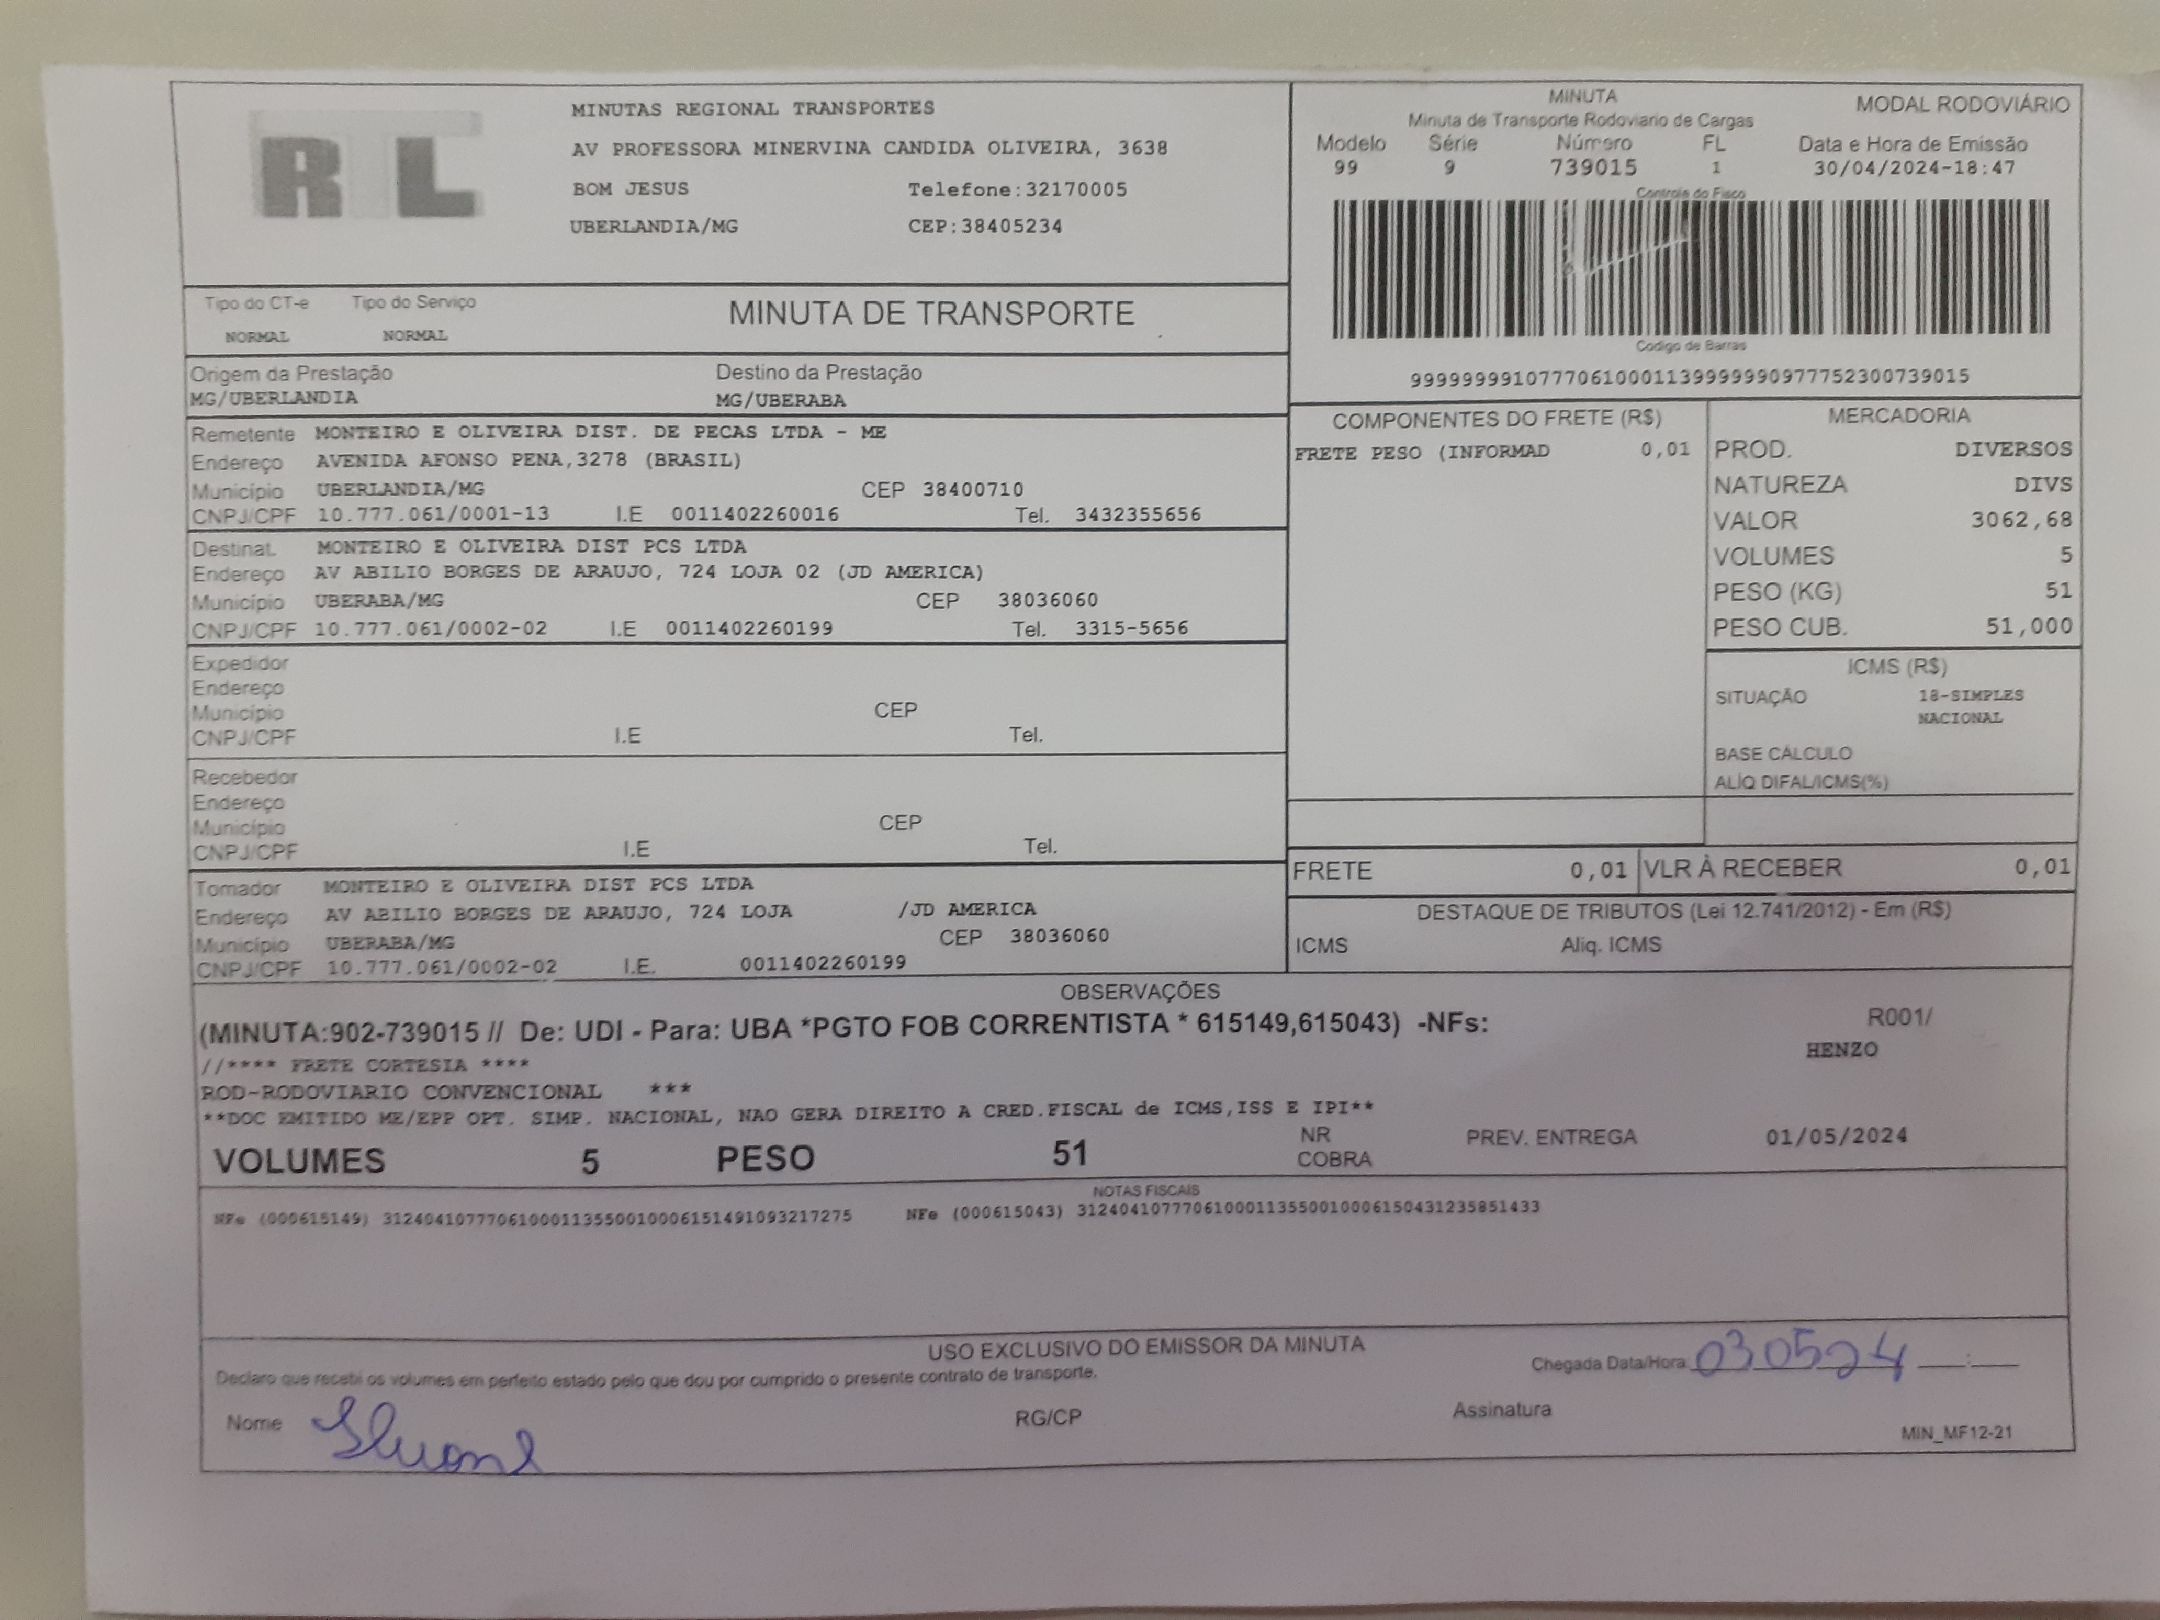 RTL
MINUTAS REGIONAL TRANSPORTES
AV PROFESSORA MINERVINA CANDIDA OLIVEIRA, 3638
BOM JESUS Telefone:32170005
UBERLANDIA/MG CEP:38405234
MINUTA
MODAL RODOVIÁRIO
Minuta de Transporte Rodoviario de Cargas
Modelo Série Número FL Data e Hora de Emissão
99 9 739015 1 30/04/2024-18:47
Controle do Fisco
Codigo de Barras
99999999107770610001139999990977752300739015
Tipo do CT-e Tipo do Serviço
NORMAL NORMAL
MINUTA DE TRANSPORTE
Origem da Prestação Destino da Prestação
MG/UBERLANDIA MG/UBERABA
Remetente MONTEIRO E OLIVEIRA DIST. DE PECAS LTDA - ME
Endereço AVENIDA AFONSO PENA,3278 (BRASIL)
Município UBERLANDIA/MG CEP 38400710
CNPJ/CPF 10.777.061/0001-13 I.E 0011402260016 Tel. 3432355656
Destinat. MONTEIRO E OLIVEIRA DIST PCS LTDA
Endereço AV ABILIO BORGES DE ARAUJO, 724 LOJA 02 (JD AMERICA)
Município UBERABA/MG CEP 38036060
CNPJ/CPF 10.777.061/0002-02 I.E 0011402260199 Tel. 3315-5656
Expedidor
Endereço
Município CEP
CNPJ/CPF I.E Tel.
Recebedor
Endereço
Município CEP
CNPJ/CPF I.E Tel.
Tomador MONTEIRO E OLIVEIRA DIST PCS LTDA
Endereço AV ABILIO BORGES DE ARAUJO, 724 LOJA /JD AMERICA
Município UBERABA/MG CEP 38036060
CNPJ/CPF 10.777.061/0002-02 I.E. 0011402260199
COMPONENTES DO FRETE (R$)
FRETE PESO (INFORMAD 0,01
MERCADORIA
PROD. DIVERSOS
NATUREZA DIVS
VALOR 3062,68
VOLUMES 5
PESO (KG) 51
PESO CUB. 51,000
ICMS (R$)
SITUAÇÃO 18-SIMPLES
NACIONAL
BASE CÁLCULO
ALÍQ DIFAL/ICMS(%)
FRETE 0,01 VLR À RECEBER 0,01
DESTAQUE DE TRIBUTOS (Lei 12.741/2012) - Em (R$)
ICMS Aliq. ICMS
OBSERVAÇÕES
(MINUTA:902-739015 // De: UDI - Para: UBA *PGTO FOB CORRENTISTA * 615149,615043) -NFs: R001/
//**** FRETE CORTESIA **** HENZO
ROD-RODOVIARIO CONVENCIONAL ***
**DOC EMITIDO ME/EPP OPT. SIMP. NACIONAL, NAO GERA DIREITO A CRED.FISCAL de ICMS,ISS E IPI**
VOLUMES 5 PESO 51 NR COBRA PREV. ENTREGA 01/05/2024
NOTAS FISCAIS
NFe (000615149) 31240410777061000113550010006151491093217275 NFe (000615043) 31240410777061000113550010006150431235851433
USO EXCLUSIVO DO EMISSOR DA MINUTA
Declaro que recebi os volumes em perfeito estado pelo que dou por cumprido o presente contrato de transporte. Chegada Data/Hora 030524 :
Nome RG/CP Assinatura
MIN_MF12-21